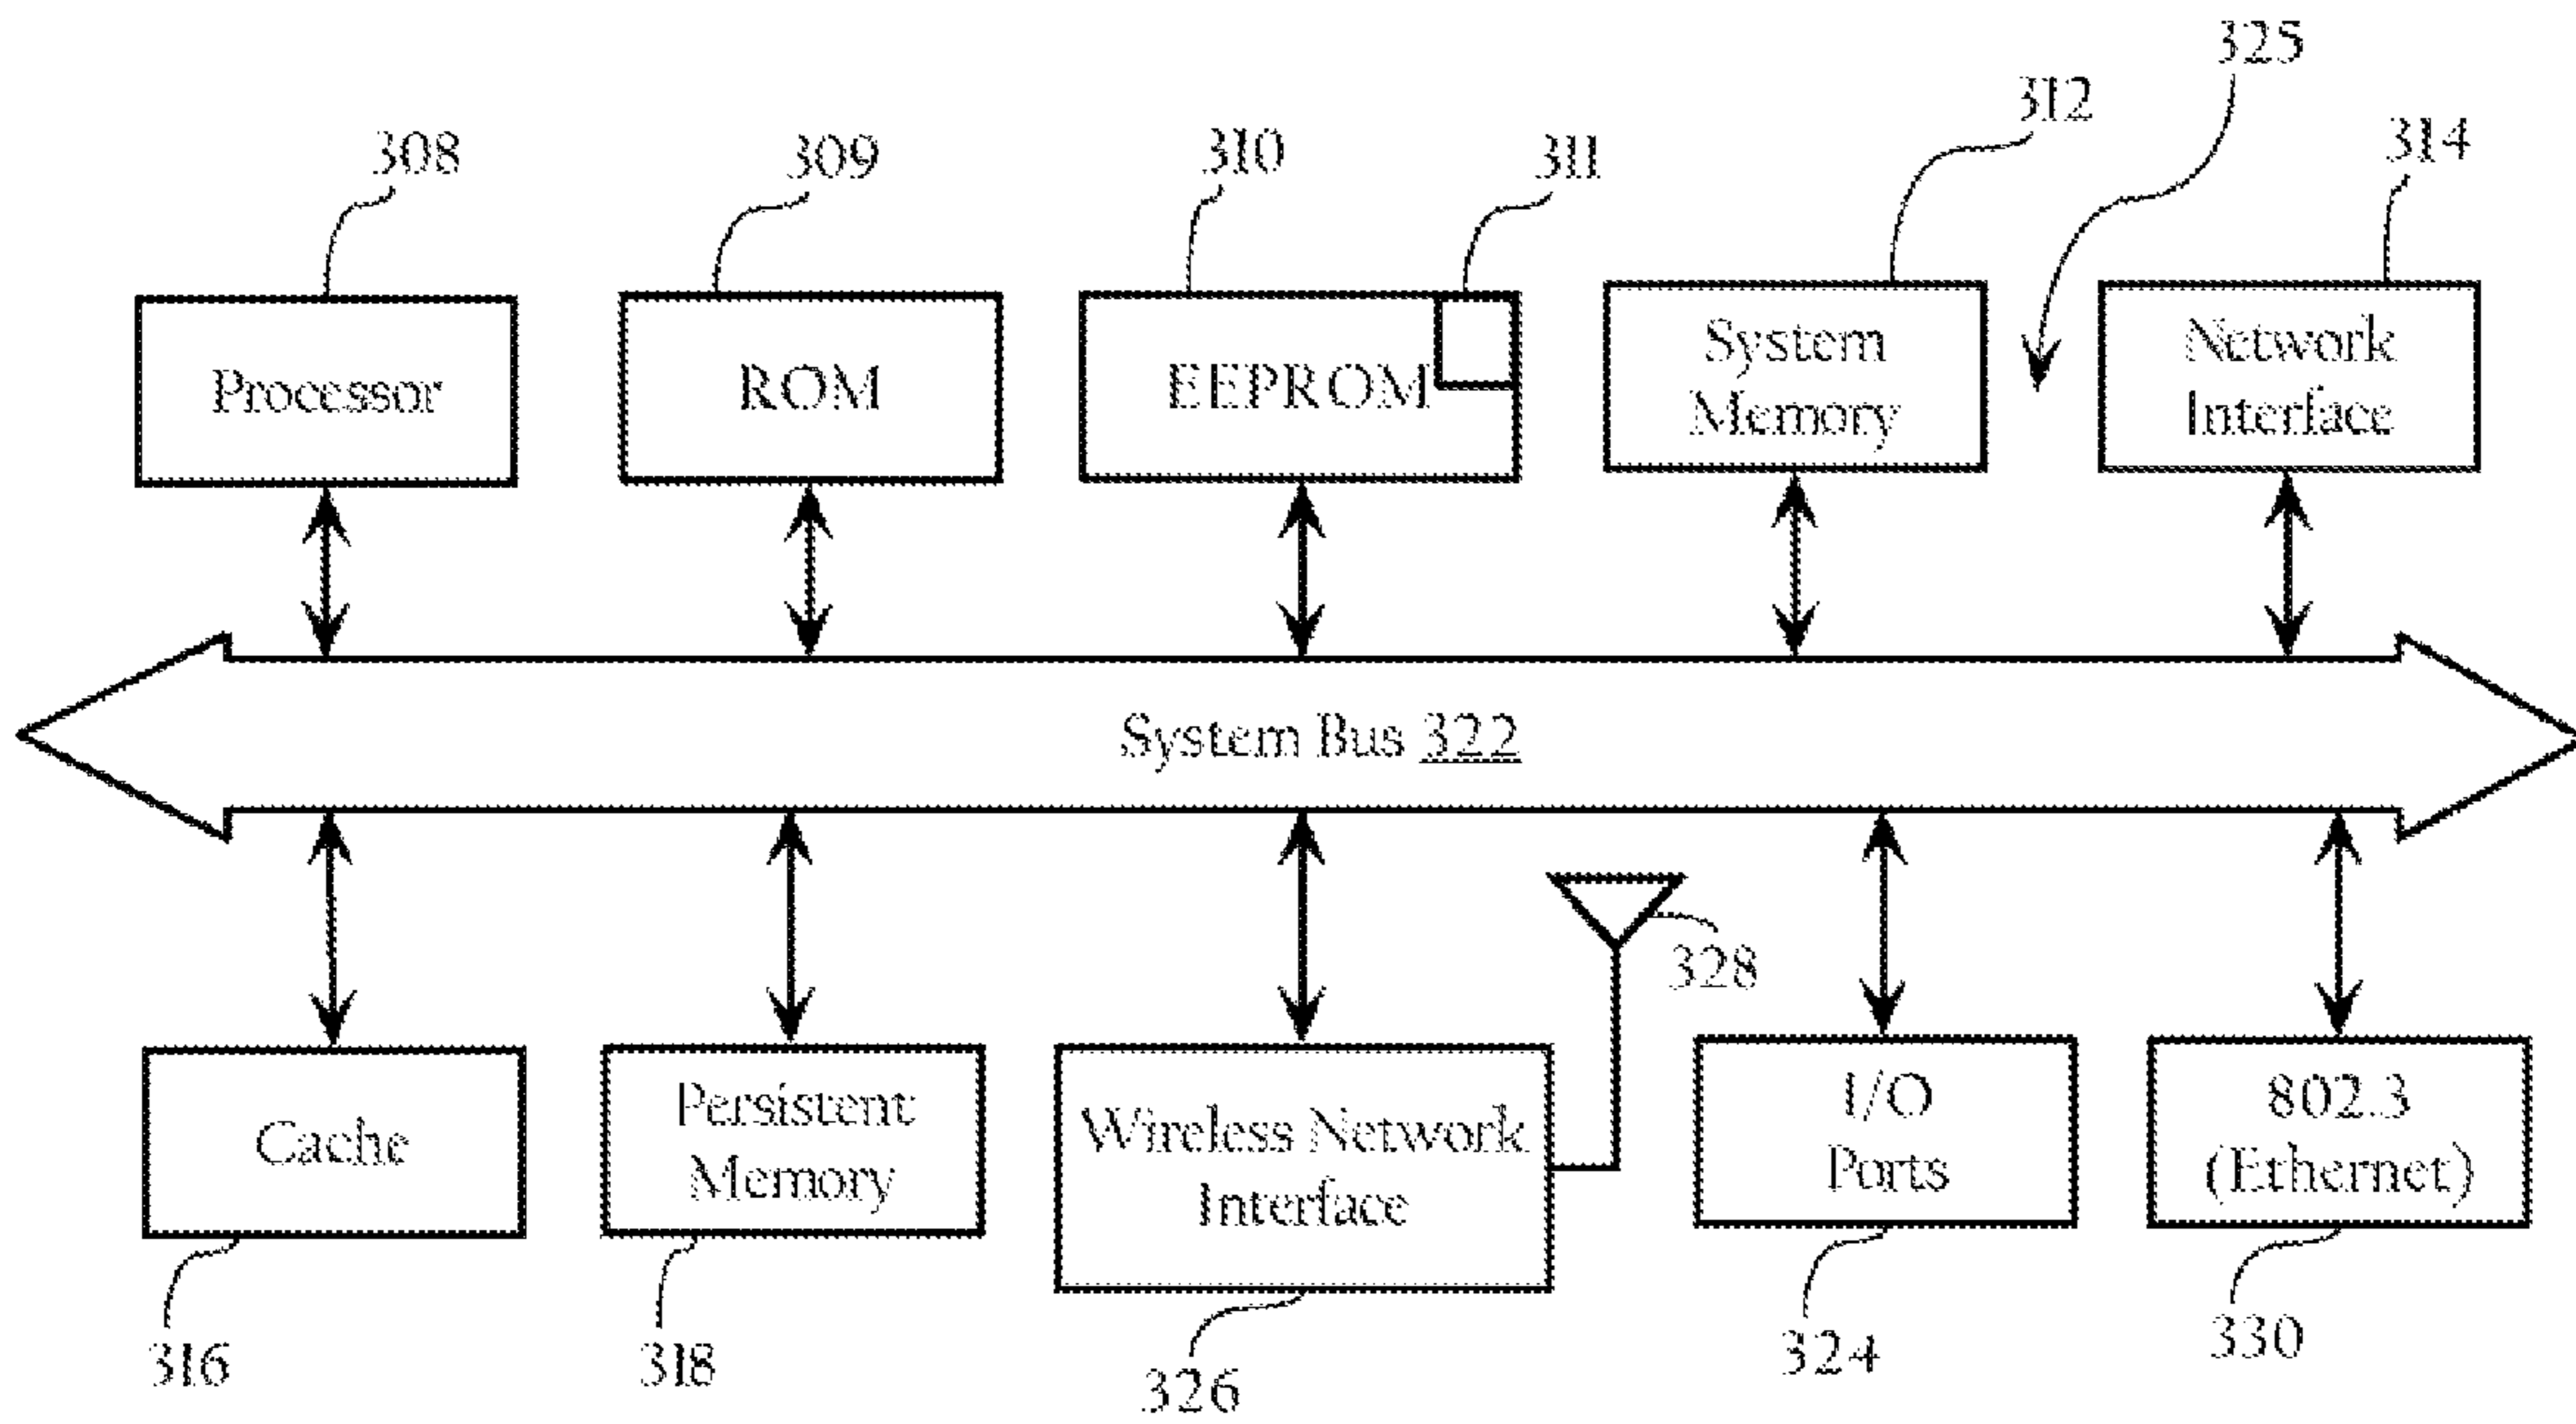 325
312
308
309
310
311
314
Processor
ROM
EEPROM
System
Memory
Network
Interface
System Bus 322
328
Cache
Persistent
Memory
Wireless Network
Interface
I/O
Ports
802.3
(Ethernet)
316
318
326
324
330